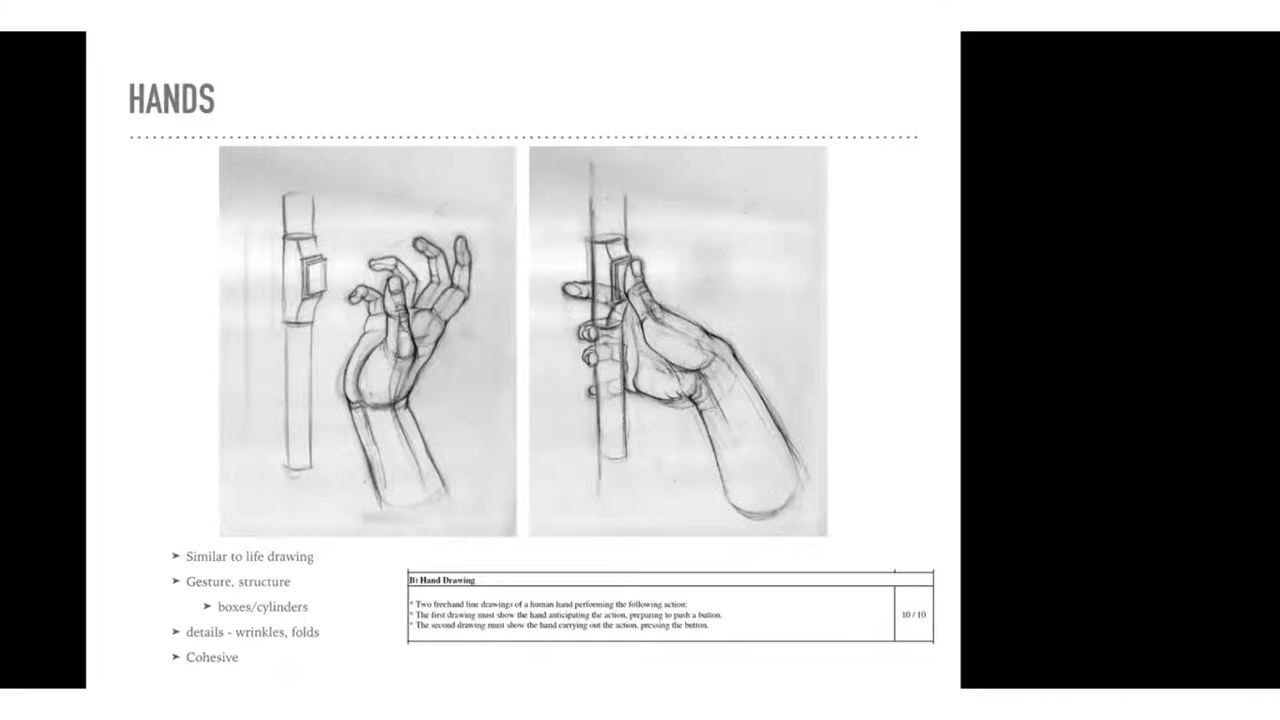 HANDS
➤ Similar to life drawing
➤ Gesture, structure
➤ boxes/cylinders
➤ details - wrinkles, folds
➤ Cohesive
B) Hand Drawing
* Two freehand line drawings of a human hand performing the following action:
* The first drawing must show the hand anticipating the action, preparing to push a button.
* The second drawing must show the hand carrying out the action, pressing the button.
10 / 10